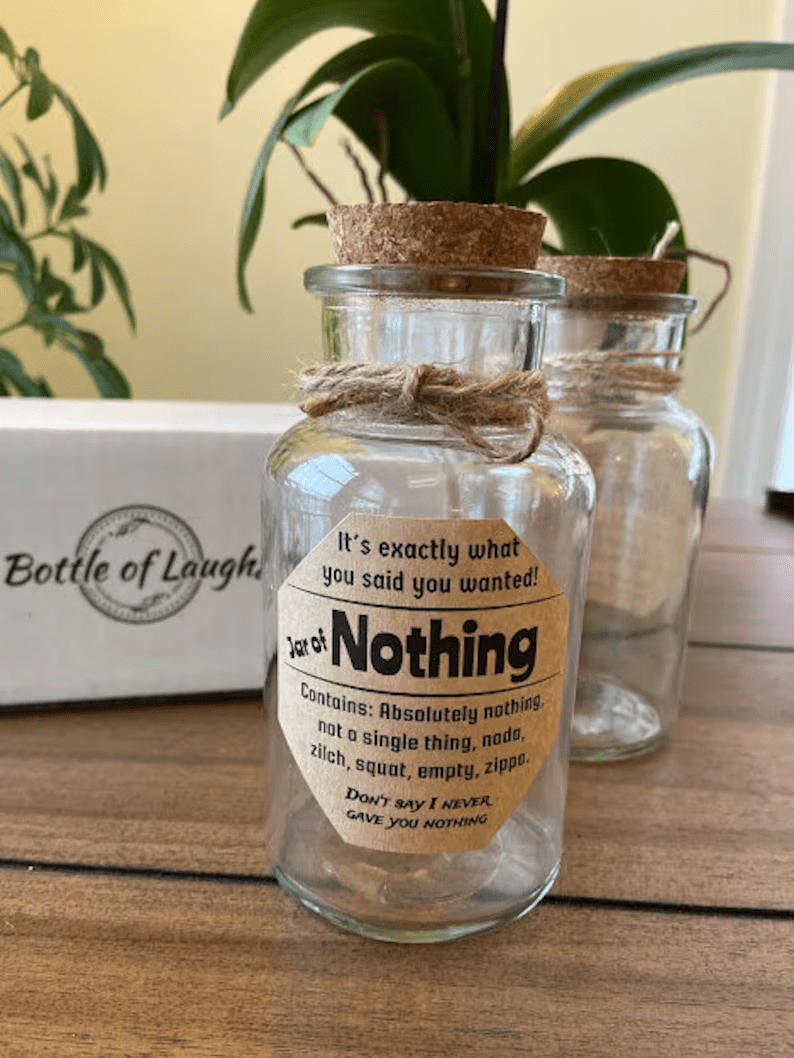 Bottle of Laughs
It's exactly what
you said you wanted!
Jar of Nothing
Contains: Absolutely nothing,
not a single thing, nada,
zilch, squat, empty, zippo.
Don't say I never
gave you nothing